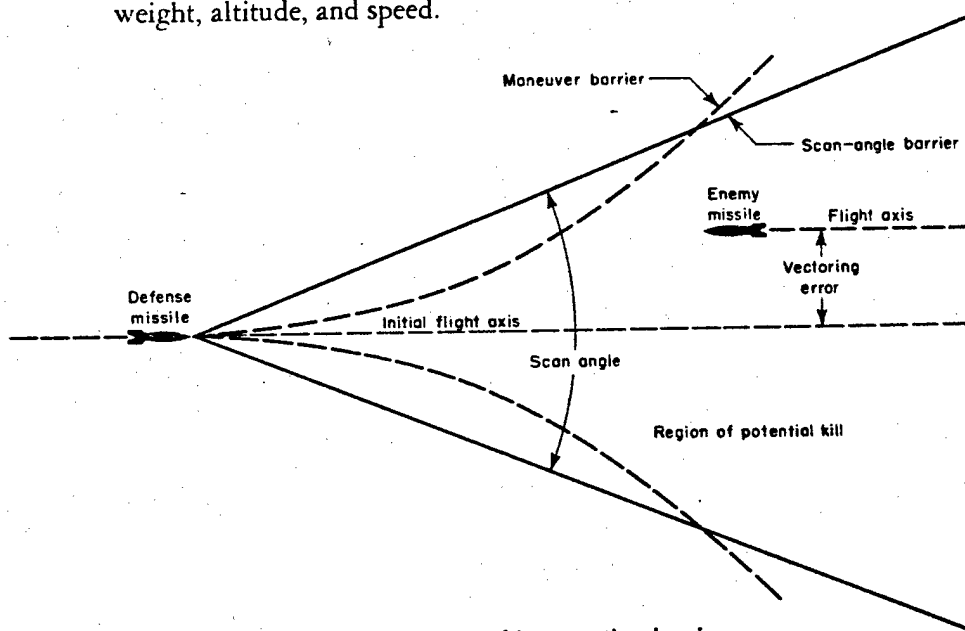 weight, altitude, and speed.
Maneuver barrier
Scan-angle barrier
Enemy
missile
Flight axis
Vectoring
error
Defense
missile
Initial flight axis
Scan angle
Region of potential kill